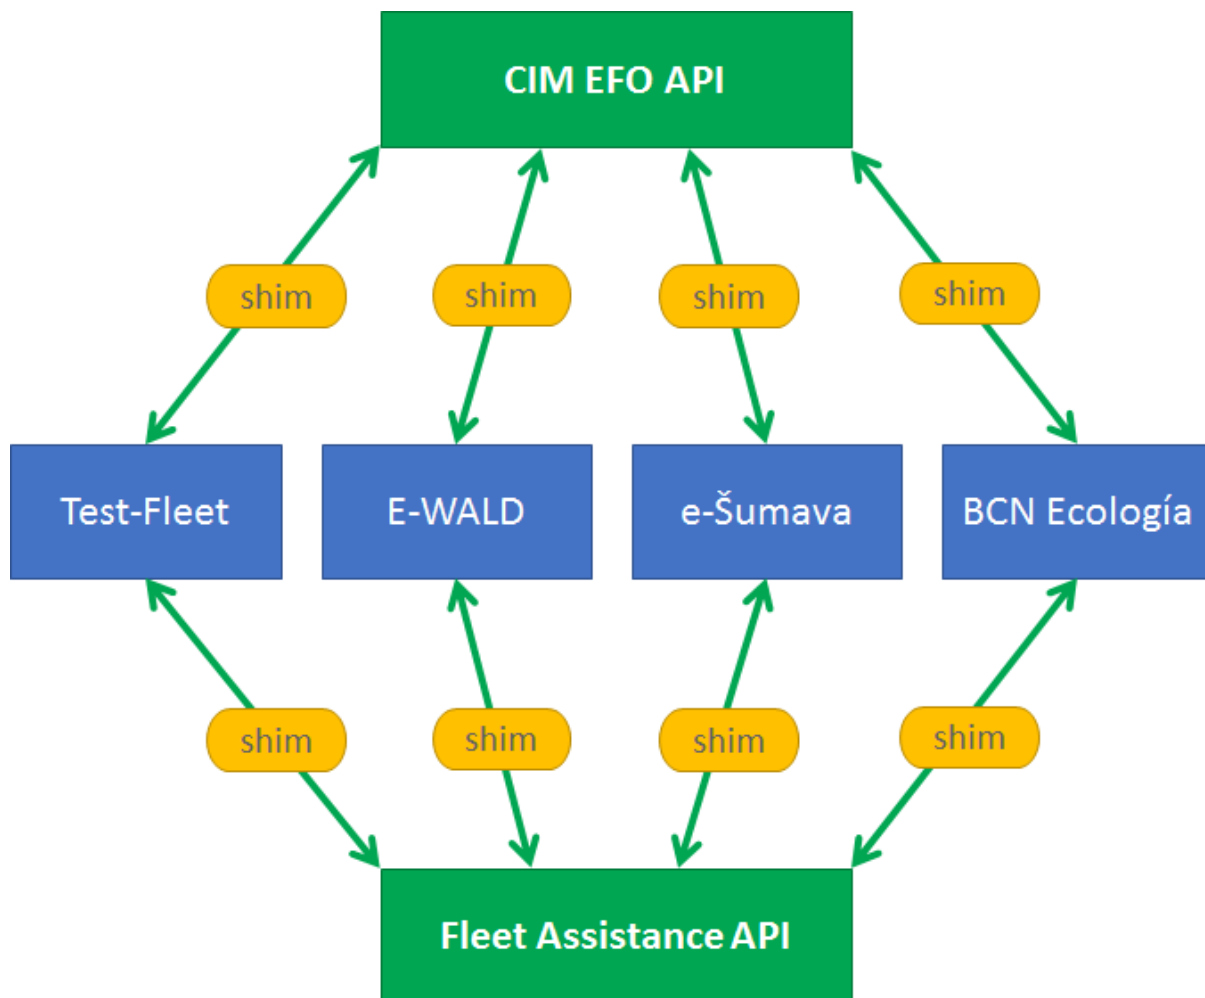 CIM EFO API
shim
shim
shim
shim
Test-Fleet
E-WALD
e-Šumava
BCN Ecología
shim
shim
shim
shim
Fleet Assistance API